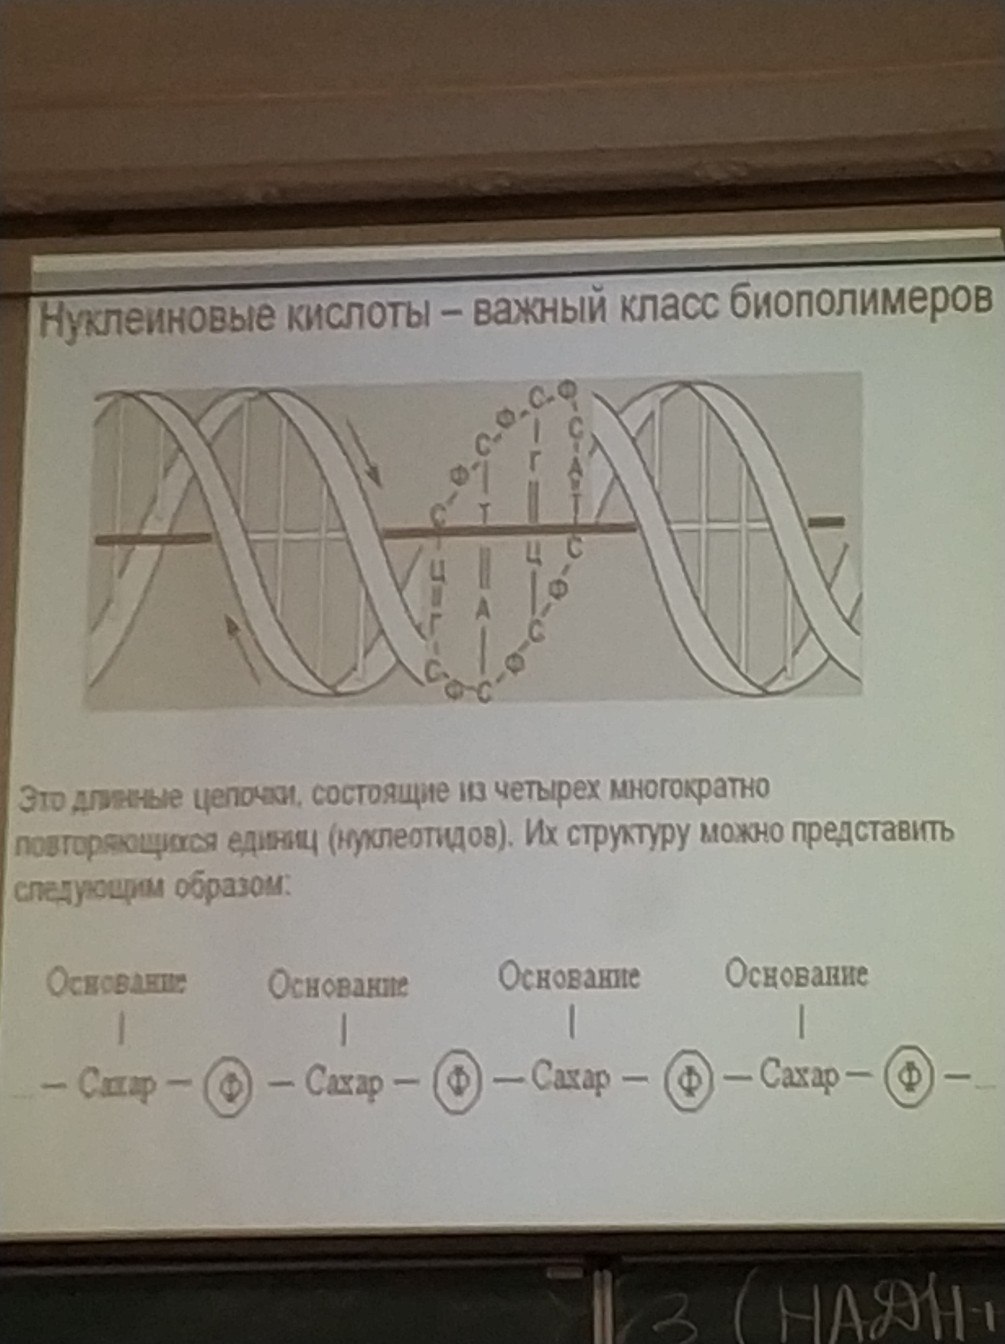 Нуклеиновые кислоты – важный класс биополимеров
С Ф С Ф С Ф С
Ц Т Г А
Г А Ц Т
С Ф С Ф С Ф С
Это длинные цепочки, состоящие из четырех многократно
повторяющихся единиц (нуклеотидов). Их структуру можно представить
следующим образом:
Основание Основание Основание Основание
– Сахар – Ф – Сахар – Ф – Сахар – Ф – Сахар – Ф –
3 (НАДН